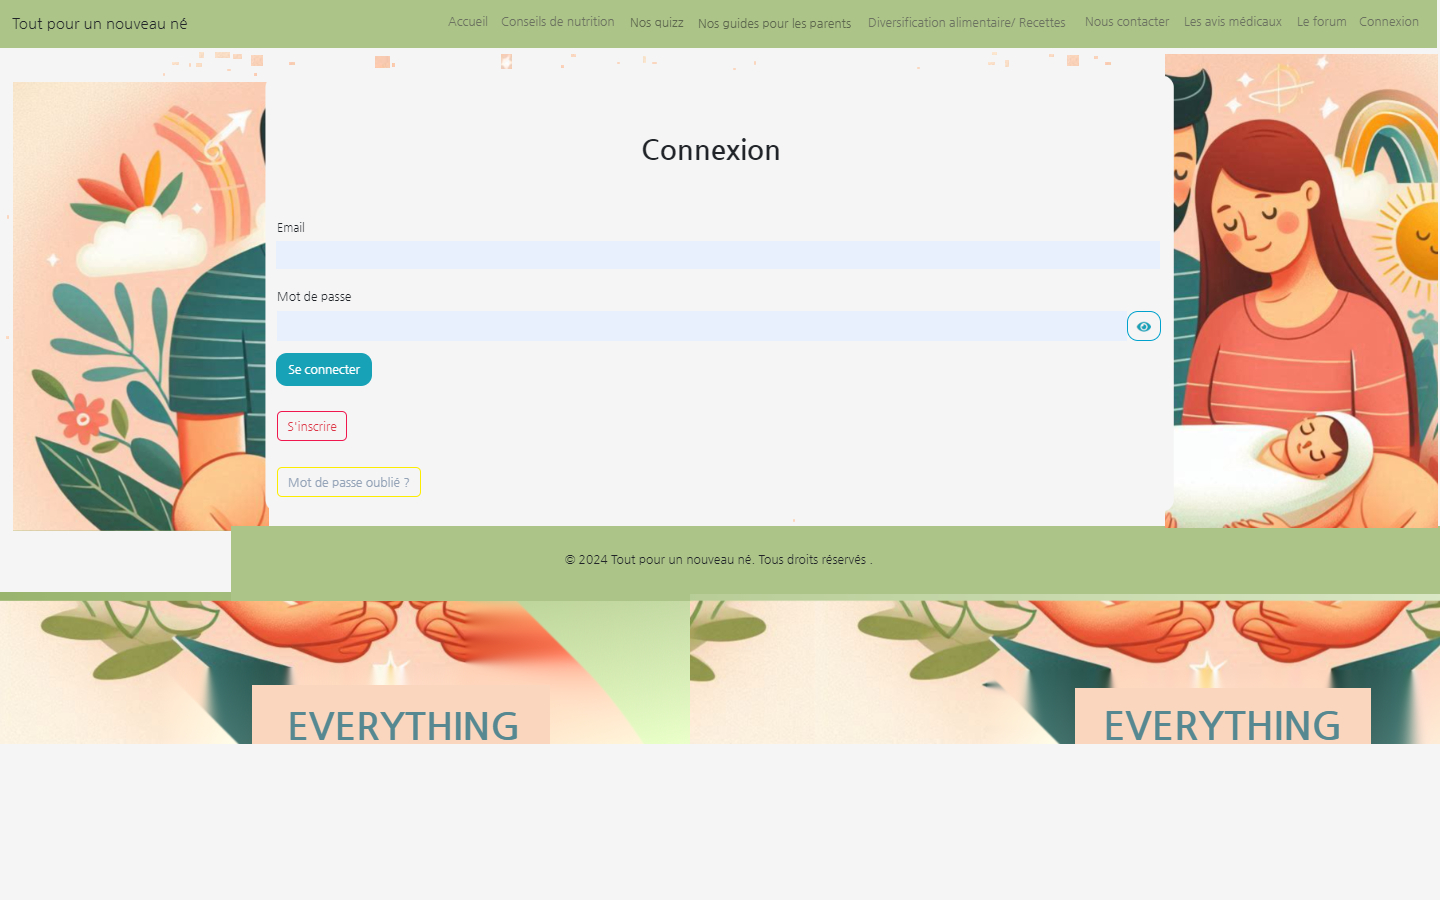 Tout pour un nouveau né
Accueil Conseils de nutrition Nos quizz Nos guides pour les parents Diversification alimentaire/ Recettes Nous contacter Les avis médicaux Le forum Connexion
Connexion
Email
Mot de passe
Se connecter
S'inscrire
Mot de passe oublié ?
© 2024 Tout pour un nouveau né. Tous droits réservés .
EVERYTHING EVERYTHING